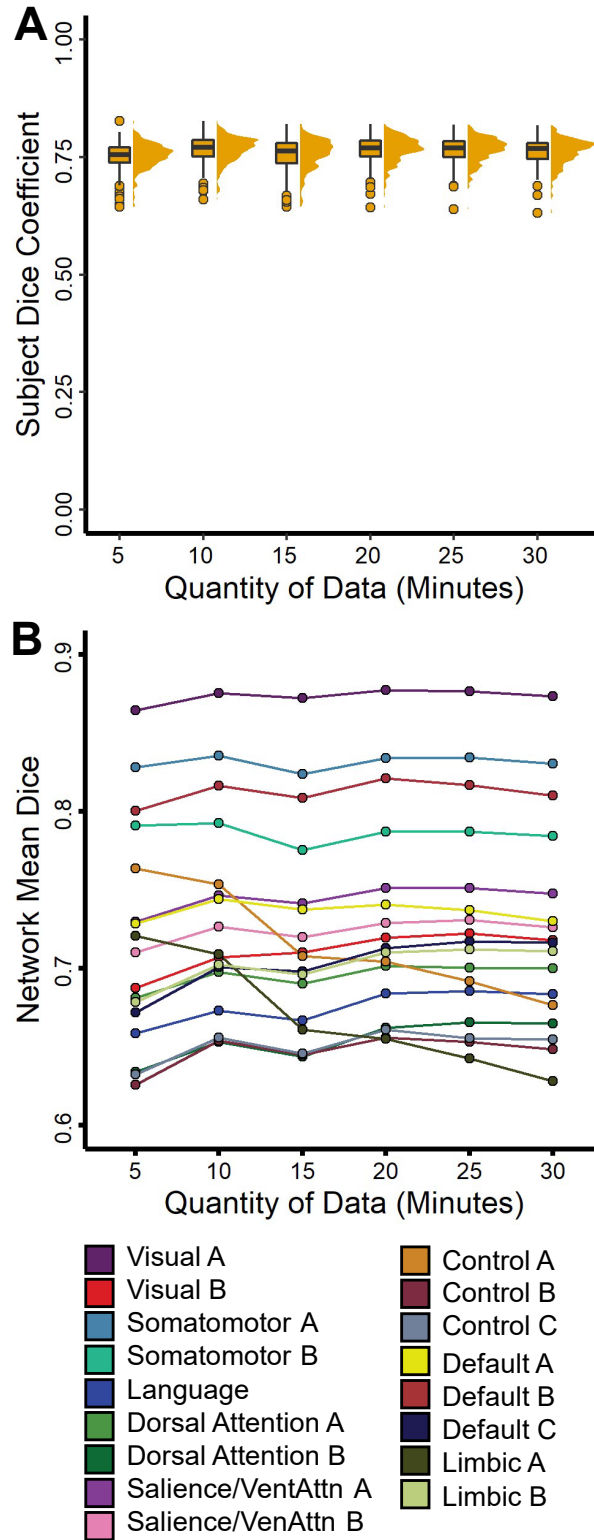 A
Subject Dice Coefficient
1.00
0.75
0.50
0.25
0.00
5 10 15 20 25 30
Quantity of Data (Minutes)
B
Network Mean Dice
0.9
0.8
0.7
0.6
5 10 15 20 25 30
Quantity of Data (Minutes)
Visual A
Visual B
Somatomotor A
Somatomotor B
Language
Dorsal Attention A
Dorsal Attention B
Salience/VentAttn A
Salience/VenAttn B
Control A
Control B
Control C
Default A
Default B
Default C
Limbic A
Limbic B